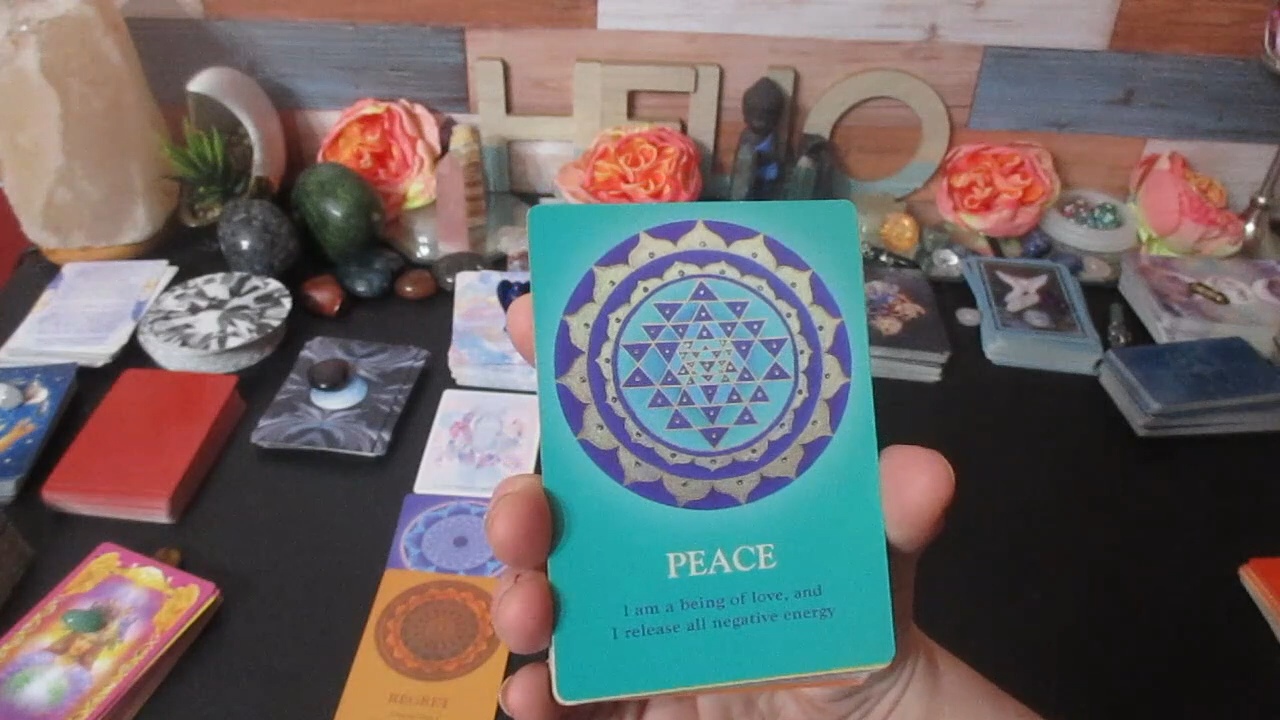 HELLO
PEACE
I am a being of love, and
I release all negative energy
REGRET